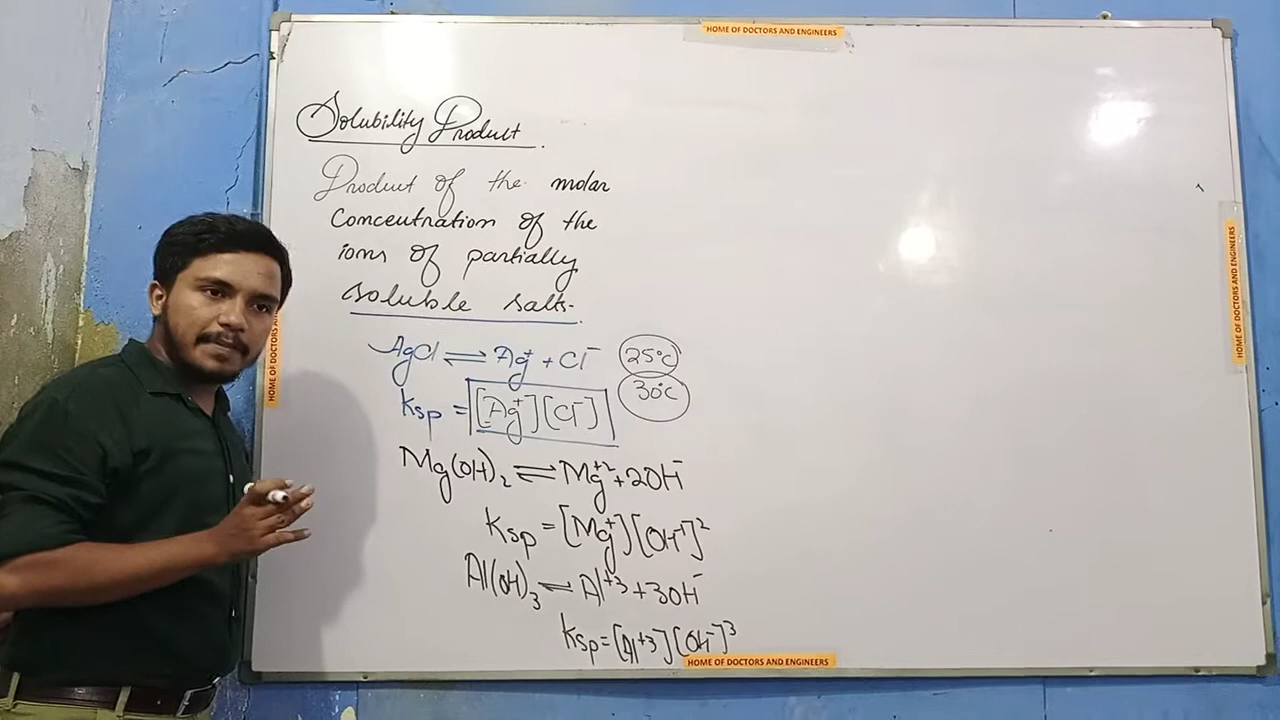 HOME OF DOCTORS AND ENGINEERS
Solubility Product.
Product of the molar
Concentration of the
ions of partially
soluble salts.
AgCl ⇌ Ag⁺ + Cl⁻ 25°C
30°C
Ksp = [Ag⁺][Cl⁻]
Mg(OH)₂ ⇌ Mg⁺² + 2OH⁻
Ksp = [Mg⁺][OH⁻]²
Al(OH)₃ ⇌ Al⁺³ + 3OH⁻
Ksp = [Al⁺³][OH⁻]³
HOME OF DOCTORS AND ENGINEERS
HOME OF DOCTORS
HOME OF DOCTORS AND ENGINEERS